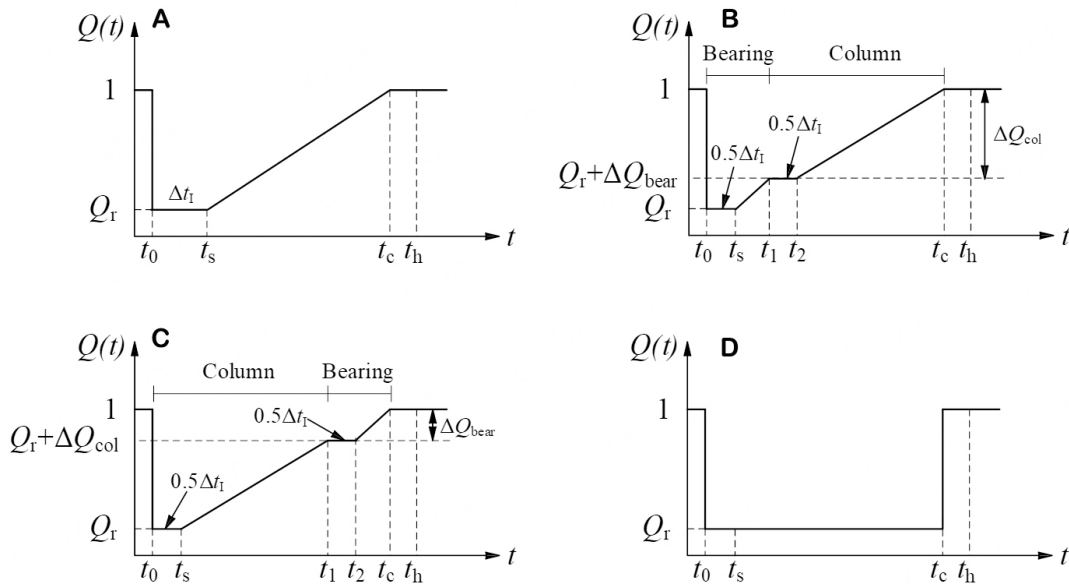 A
Q(t)
1
Δt_I
Q_r
t_0 t_s t_c t_h t
B
Q(t)
Bearing Column
1
0.5Δt_I
ΔQ_col
0.5Δt_I
Q_r+ΔQ_bear
Q_r
t_0 t_s t_1 t_2 t_c t_h t
C
Q(t)
Column Bearing
1
0.5Δt_I
ΔQ_bear
Q_r+ΔQ_col
0.5Δt_I
Q_r
t_0 t_s t_1 t_2 t_c t_h t
D
Q(t)
1
Q_r
t_0 t_s t_c t_h t